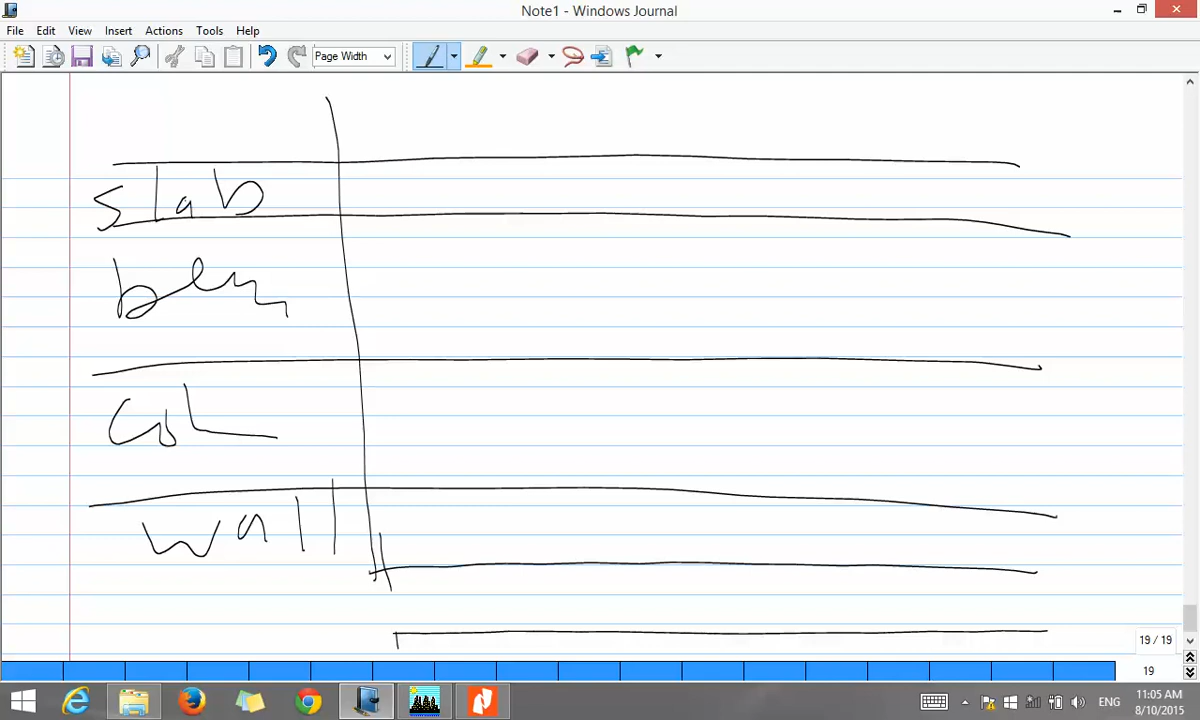 Note1 - Windows Journal
File Edit View Insert Actions Tools Help
Page Width
slab
bem
Col
wall
19 / 19
19
ENG
11:05 AM
8/10/2015